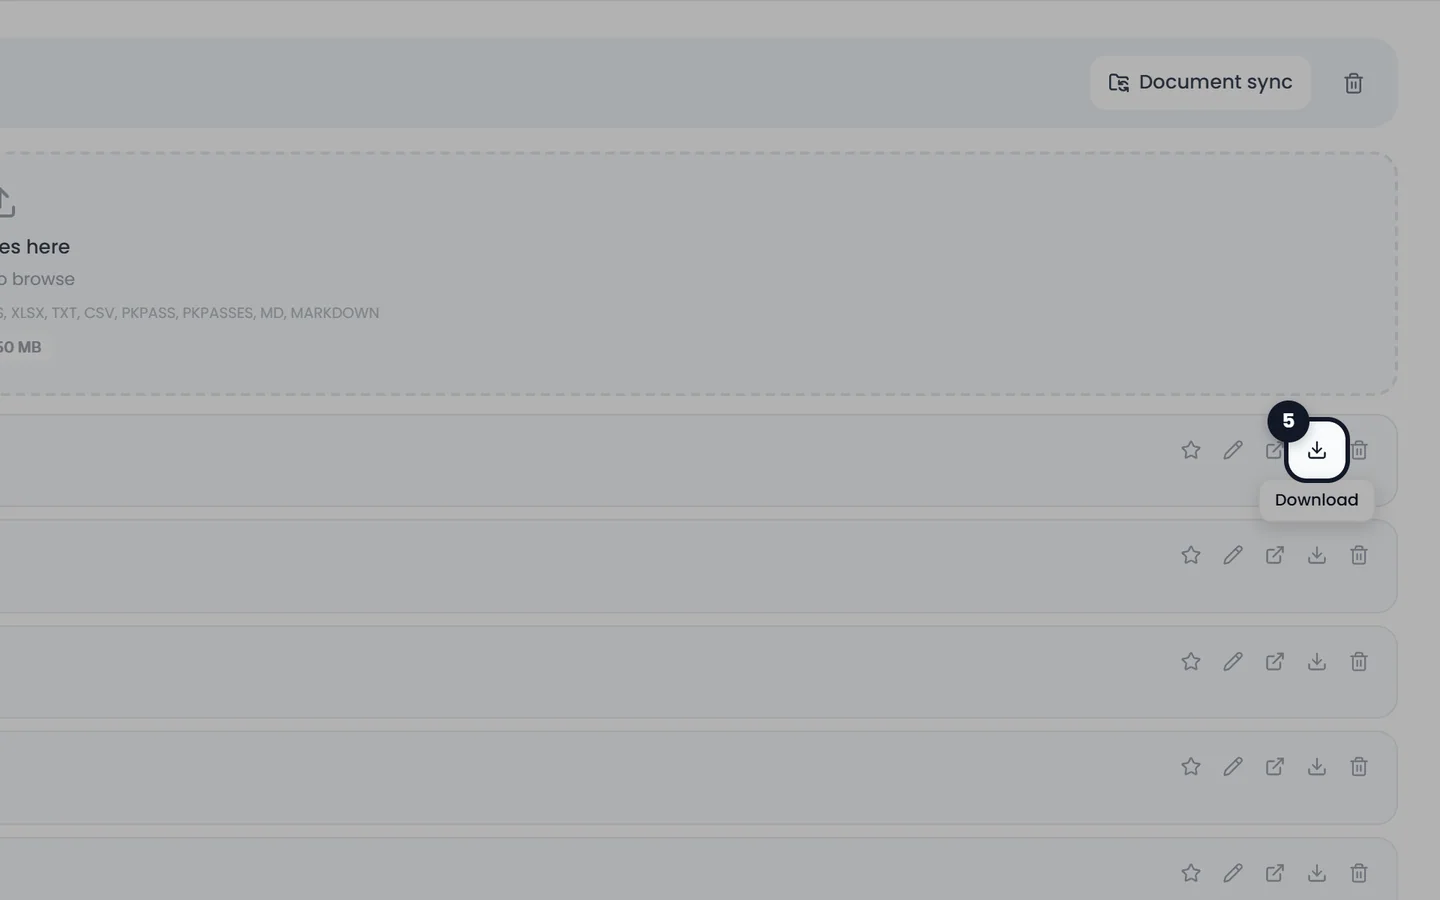 Document sync
es here
o browse
S, XLSX, TXT, CSV, PKPASS, PKPASSES, MD, MARKDOWN
50 MB
5
Download